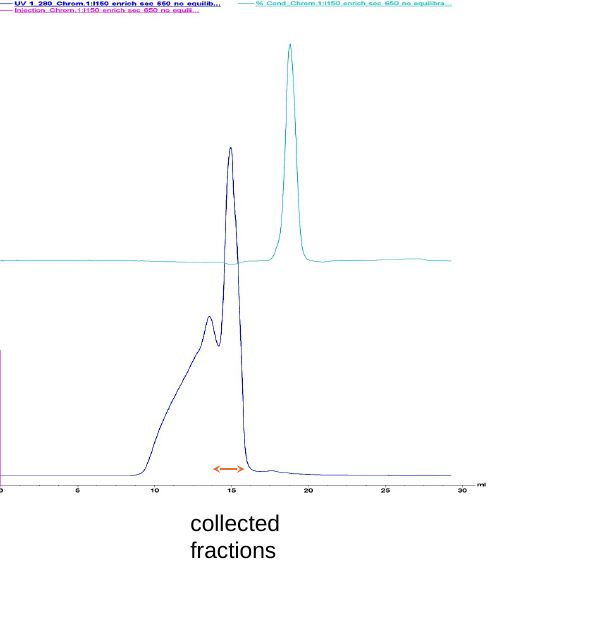 UV 1_280_Chrom.1:I150 enrich sec 650 no equilib... % Cond_Chrom.1:I150 enrich sec 650 no equilibra...
Injection_Chrom.1:I150 enrich sec 650 no equili...
0 5 10 15 20 25 30 ml
collected
fractions